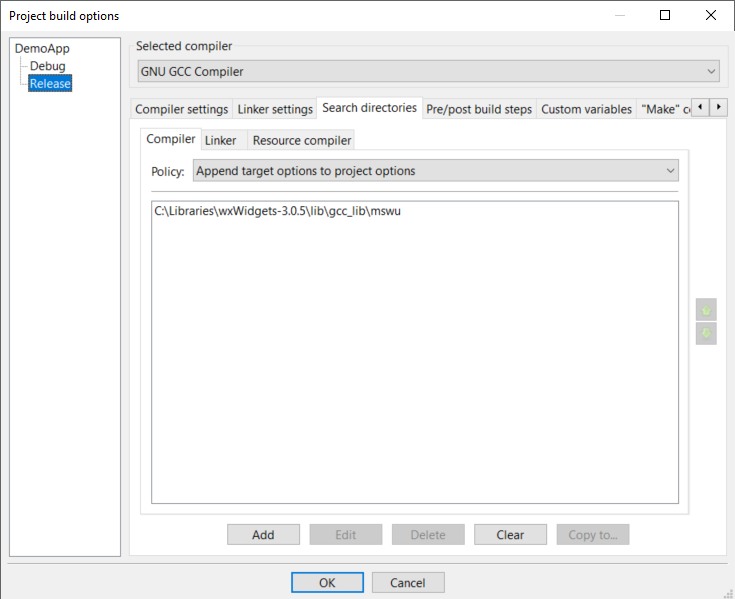 Project build options
DemoApp
Debug
Release
Selected compiler
GNU GCC Compiler
Compiler settings Linker settings Search directories Pre/post build steps Custom variables "Make" c
Compiler Linker Resource compiler
Policy: Append target options to project options
C:\Libraries\wxWidgets-3.0.5\lib\gcc_lib\mswu
Add Edit Delete Clear Copy to...
OK Cancel